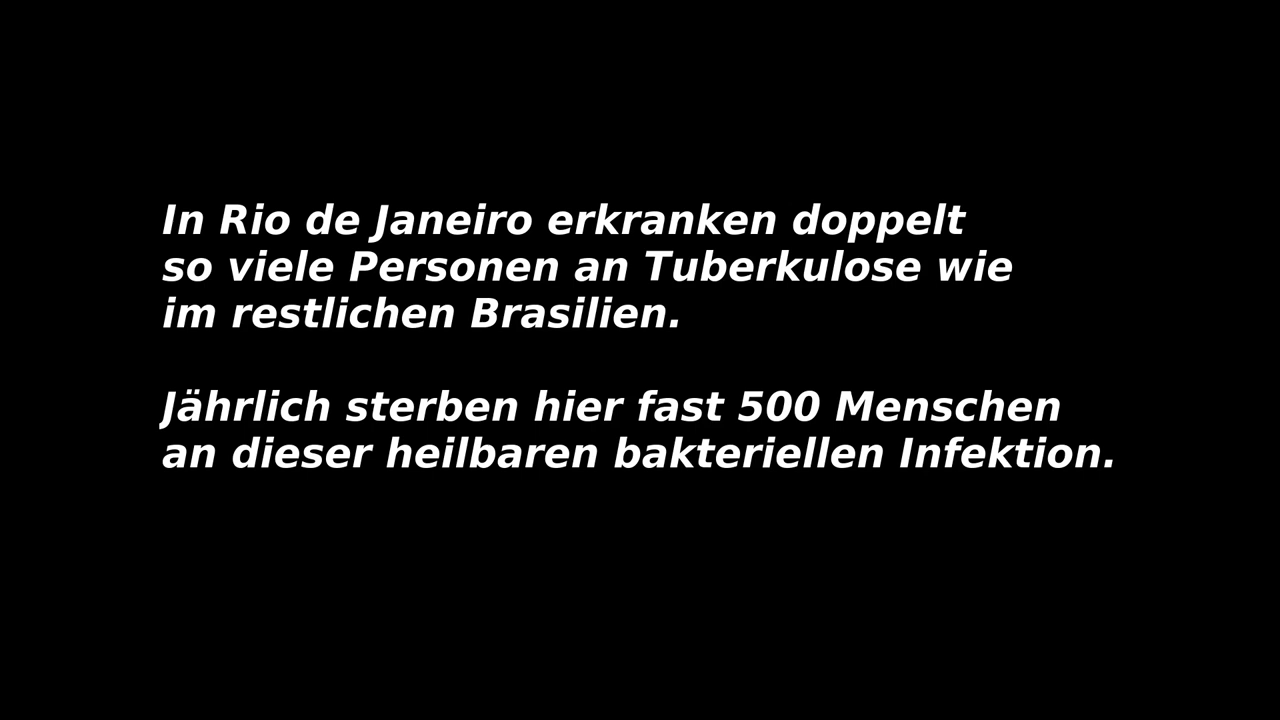 In Rio de Janeiro erkranken doppelt
so viele Personen an Tuberkulose wie
im restlichen Brasilien.
Jährlich sterben hier fast 500 Menschen
an dieser heilbaren bakteriellen Infektion.